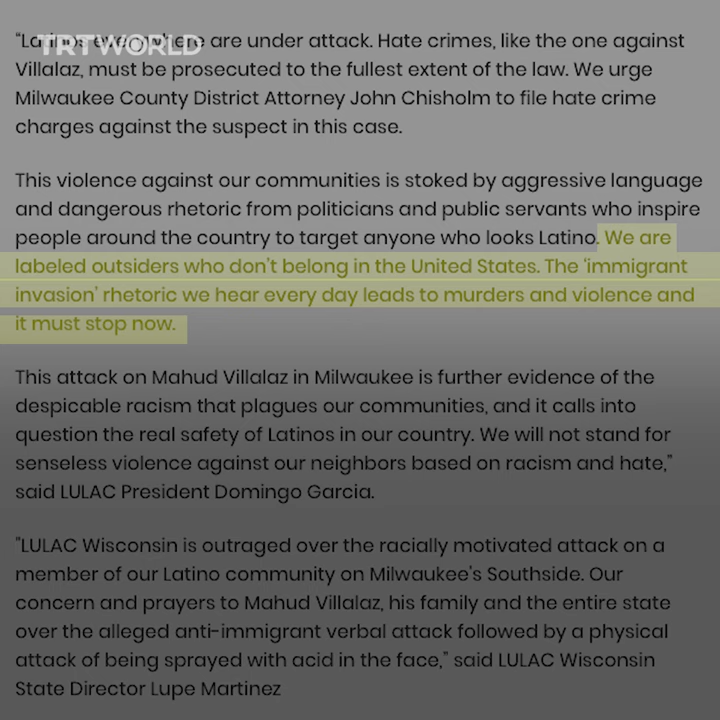 TRT WORLD
“Latinos everywhere are under attack. Hate crimes, like the one against
Villalaz, must be prosecuted to the fullest extent of the law. We urge
Milwaukee County District Attorney John Chisholm to file hate crime
charges against the suspect in this case.
This violence against our communities is stoked by aggressive language
and dangerous rhetoric from politicians and public servants who inspire
people around the country to target anyone who looks Latino. We are
labeled outsiders who don’t belong in the United States. The ‘immigrant
invasion’ rhetoric we hear every day leads to murders and violence and
it must stop now.
This attack on Mahud Villalaz in Milwaukee is further evidence of the
despicable racism that plagues our communities, and it calls into
question the real safety of Latinos in our country. We will not stand for
senseless violence against our neighbors based on racism and hate,”
said LULAC President Domingo Garcia.
"LULAC Wisconsin is outraged over the racially motivated attack on a
member of our Latino community on Milwaukee's Southside. Our
concern and prayers to Mahud Villalaz, his family and the entire state
over the alleged anti-immigrant verbal attack followed by a physical
attack of being sprayed with acid in the face,” said LULAC Wisconsin
State Director Lupe Martinez